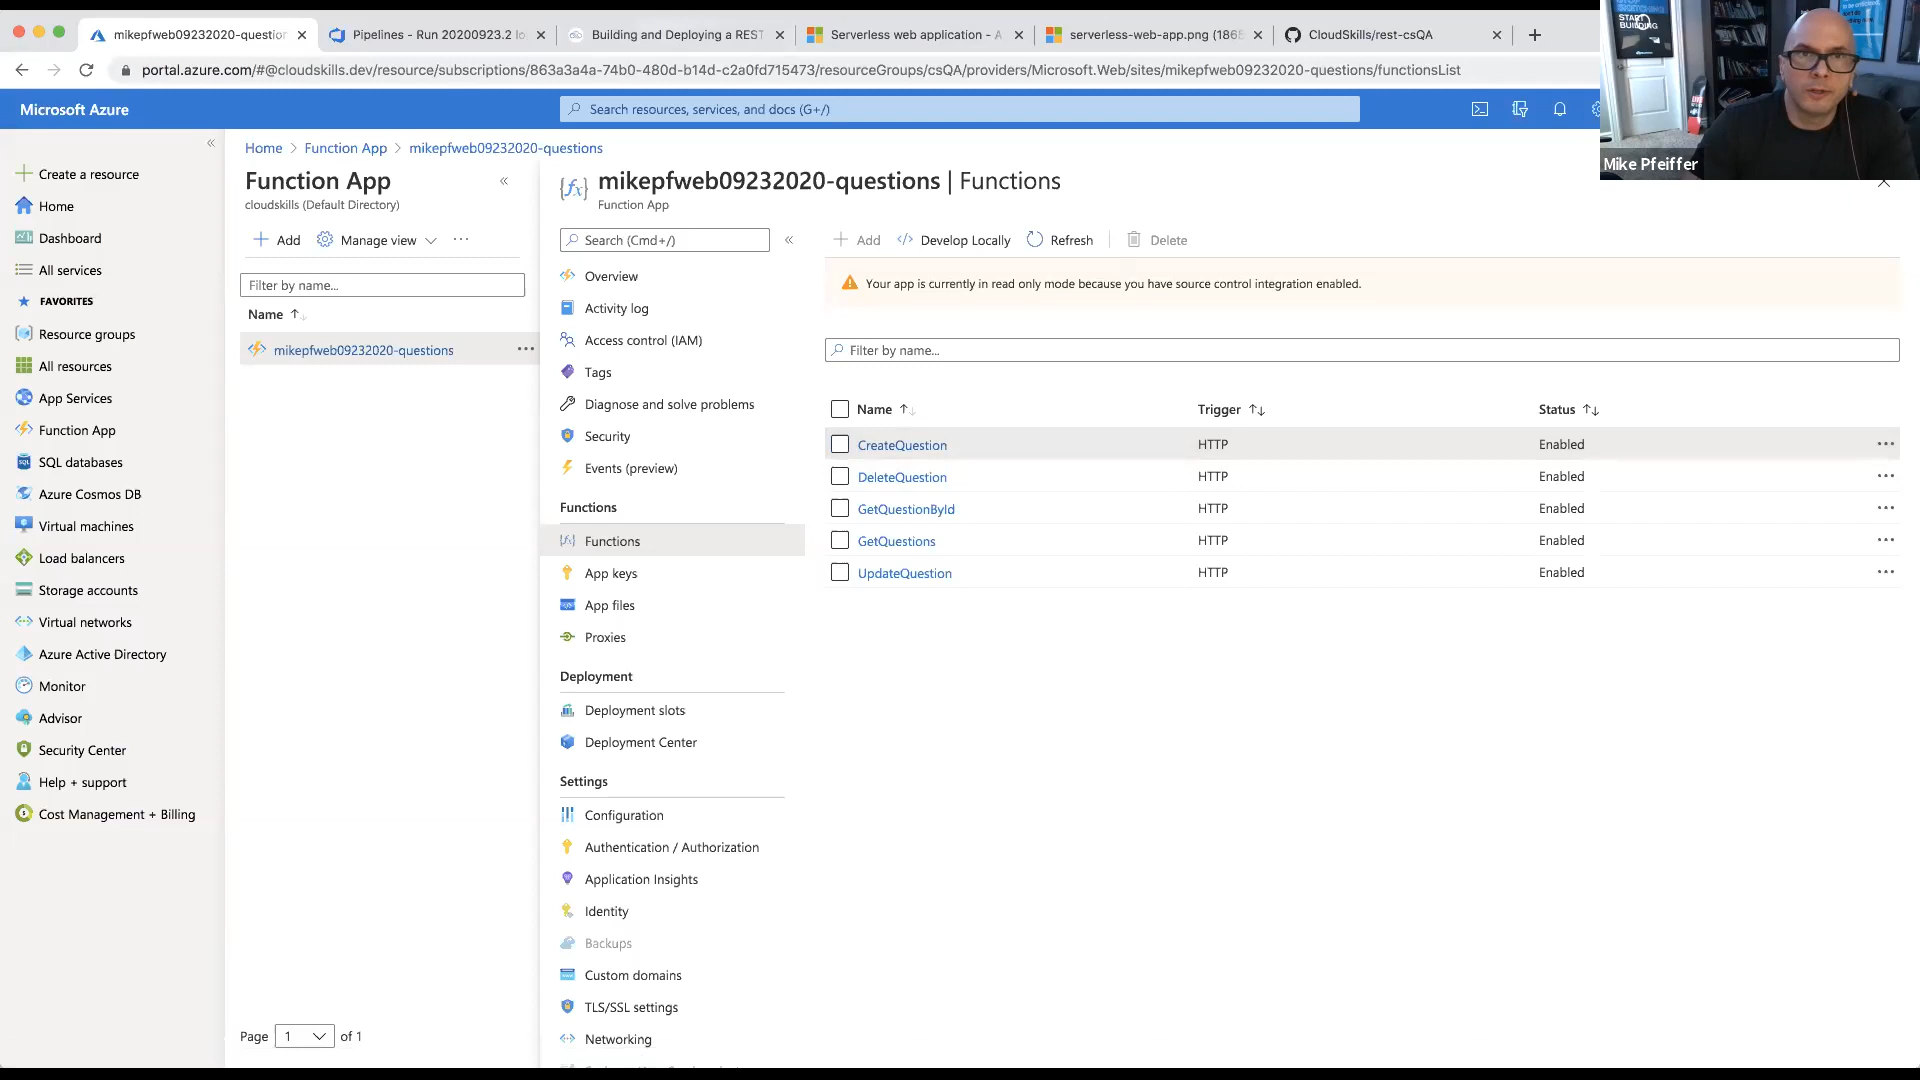 mikepfweb09232020-question
Pipelines - Run 20200923.2 lo
Building and Deploying a REST
Serverless web application - A
serverless-web-app.png (1865
CloudSkills/rest-csQA
portal.azure.com/#@cloudskills.dev/resource/subscriptions/863a3a4a-74b0-480d-b14d-c2a0fd715473/resourceGroups/csQA/providers/Microsoft.Web/sites/mikepfweb09232020-questions/functionsList
START
BUILDING
Mike Pfeiffer
Microsoft Azure
Search resources, services, and docs (G+/)
Create a resource
Home
Dashboard
All services
FAVORITES
Resource groups
All resources
App Services
Function App
SQL databases
Azure Cosmos DB
Virtual machines
Load balancers
Storage accounts
Virtual networks
Azure Active Directory
Monitor
Advisor
Security Center
Help + support
Cost Management + Billing
Home > Function App > mikepfweb09232020-questions
Function App
cloudskills (Default Directory)
Add
Manage view
Filter by name...
Name
mikepfweb09232020-questions
Page 1 of 1
mikepfweb09232020-questions | Functions
Function App
Search (Cmd+/)
Overview
Activity log
Access control (IAM)
Tags
Diagnose and solve problems
Security
Events (preview)
Functions
Functions
App keys
App files
Proxies
Deployment
Deployment slots
Deployment Center
Settings
Configuration
Authentication / Authorization
Application Insights
Identity
Backups
Custom domains
TLS/SSL settings
Networking
Add
Develop Locally
Refresh
Delete
Your app is currently in read only mode because you have source control integration enabled.
Filter by name...
Name Trigger Status
CreateQuestion HTTP Enabled
DeleteQuestion HTTP Enabled
GetQuestionById HTTP Enabled
GetQuestions HTTP Enabled
UpdateQuestion HTTP Enabled